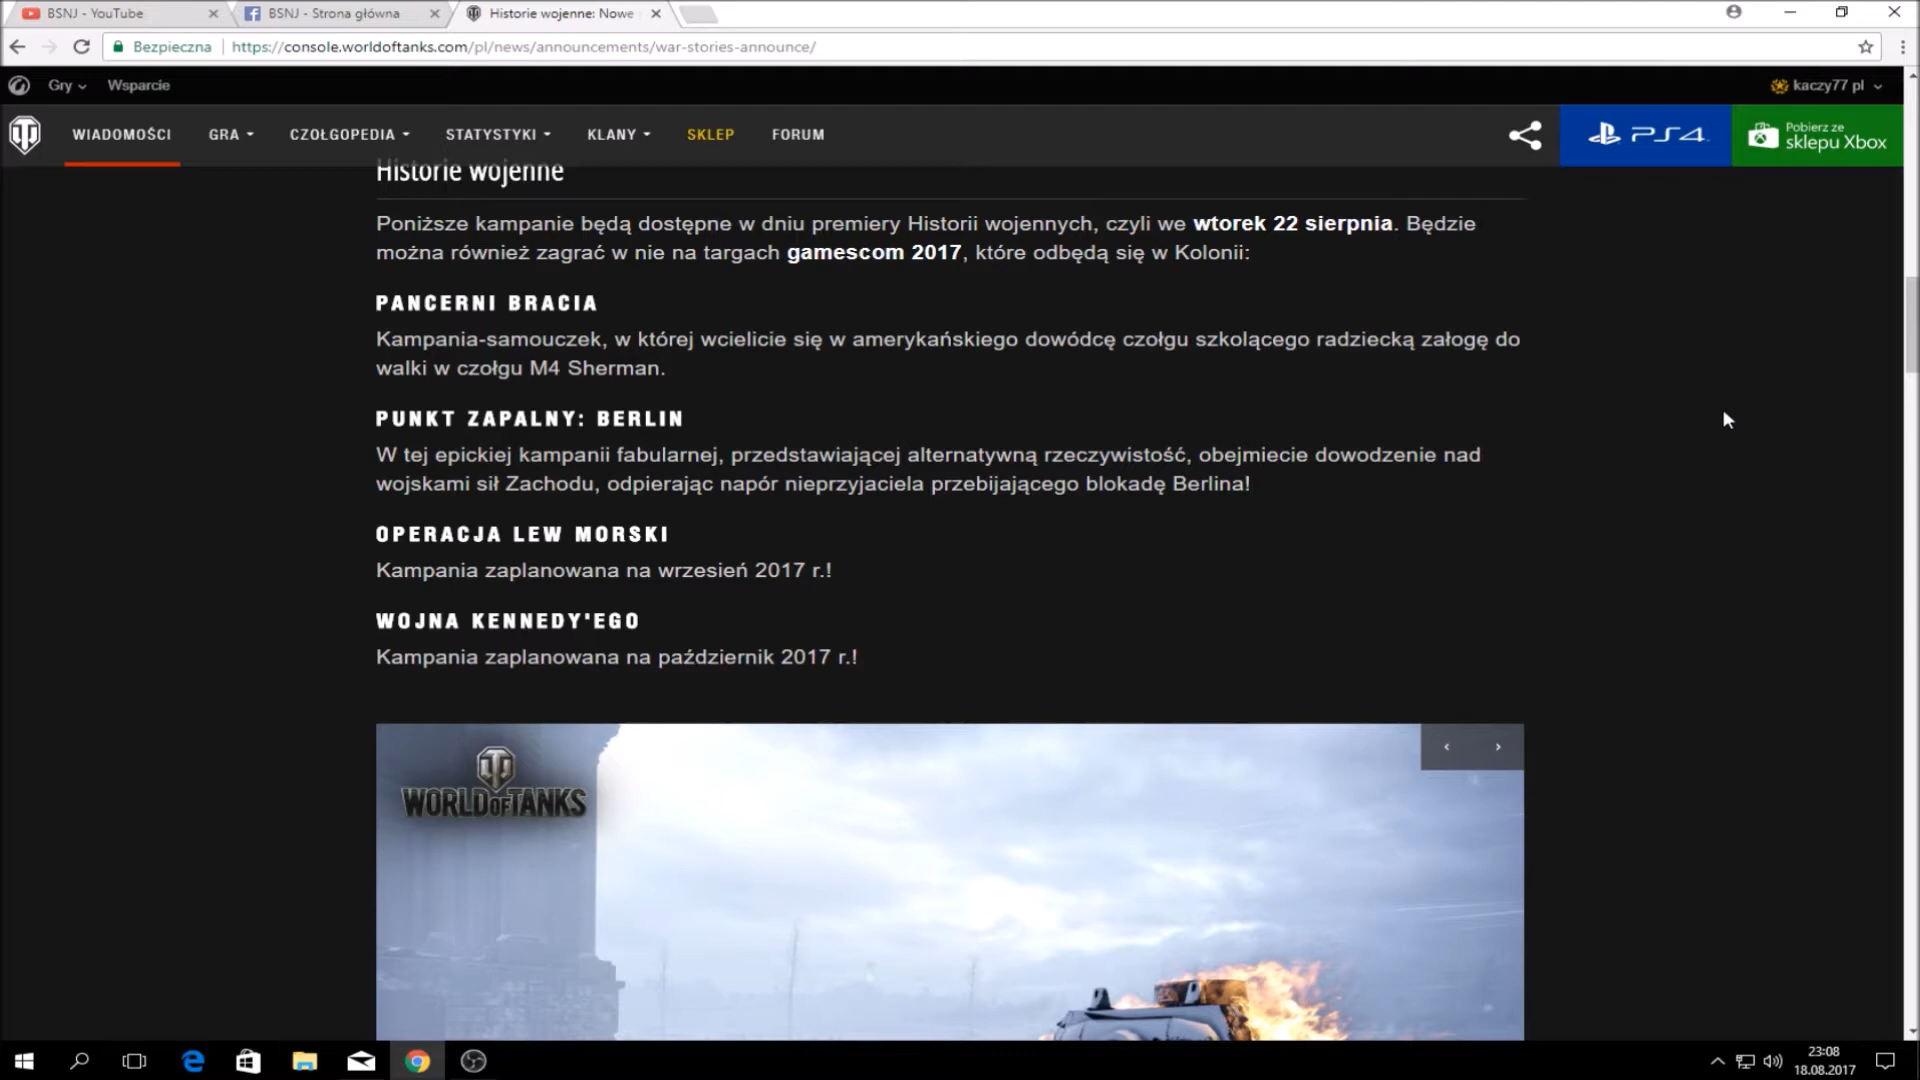 BSNJ - YouTube
BSNJ - Strona główna
Historie wojenne: Nowe
Bezpieczna
https://console.worldoftanks.com/pl/news/announcements/war-stories-announce/
Gry
Wsparcie
kaczy77 pl
WIADOMOŚCI
GRA
CZOŁGOPEDIA
STATYSTYKI
KLANY
SKLEP
FORUM
PS4
Pobierz ze
sklepu Xbox
Historie wojenne
Poniższe kampanie będą dostępne w dniu premiery Historii wojennych, czyli we wtorek 22 sierpnia. Będzie
można również zagrać w nie na targach gamescom 2017, które odbędą się w Kolonii:
PANCERNI BRACIA
Kampania-samouczek, w której wcielicie się w amerykańskiego dowódcę czołgu szkolącego radziecką załogę do
walki w czołgu M4 Sherman.
PUNKT ZAPALNY: BERLIN
W tej epickiej kampanii fabularnej, przedstawiającej alternatywną rzeczywistość, obejmiecie dowodzenie nad
wojskami sił Zachodu, odpierając napór nieprzyjaciela przebijającego blokadę Berlina!
OPERACJA LEW MORSKI
Kampania zaplanowana na wrzesień 2017 r.!
WOJNA KENNEDY'EGO
Kampania zaplanowana na październik 2017 r.!
WORLD OF TANKS
23:08
18.08.2017